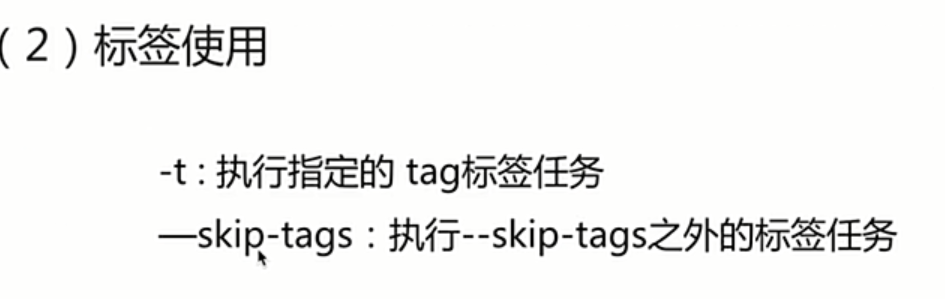 （2）标签使用
-t : 执行指定的 tag标签任务
—skip-tags：执行--skip-tags之外的标签任务